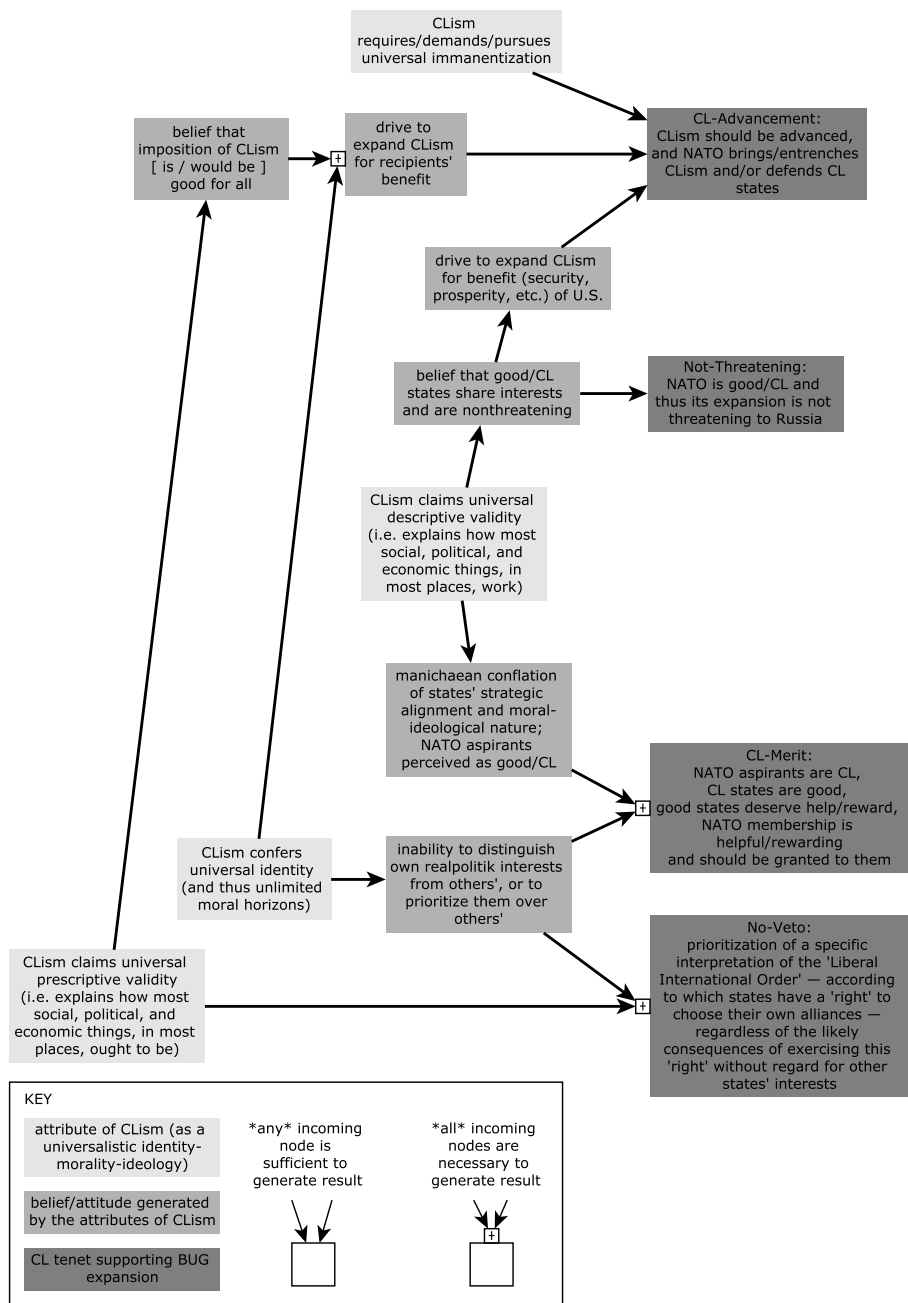 CLism
requires/demands/pursues
universal immanentization
CL-Advancement:
CLism should be advanced,
and NATO brings/entrenches
CLism and/or defends CL
states
belief that
imposition of CLism
[ is / would be ]
good for all
+
drive to
expand CLism
for recipients'
benefit
drive to expand CLism
for benefit (security,
prosperity, etc.) of U.S.
belief that good/CL
states share interests
and are nonthreatening
Not-Threatening:
NATO is good/CL and
thus its expansion is not
threatening to Russia
CLism claims universal
descriptive validity
(i.e. explains how most
social, political, and
economic things, in
most places, work)
manichaean conflation
of states' strategic
alignment and moral-
ideological nature;
NATO aspirants
perceived as good/CL
+
CL-Merit:
NATO aspirants are CL,
CL states are good,
good states deserve help/reward,
NATO membership is
helpful/rewarding
and should be granted to them
CLism confers
universal identity
(and thus unlimited
moral horizons)
inability to distinguish
own realpolitik interests
from others', or to
prioritize them over
others'
CLism claims universal
prescriptive validity
(i.e. explains how most
social, political, and
economic things, in most
places, ought to be)
+
No-Veto:
prioritization of a specific
interpretation of the 'Liberal
International Order' — according
to which states have a 'right' to
choose their own alliances —
regardless of the likely
consequences of exercising this
'right' without regard for other
states' interests
KEY
attribute of CLism (as a
universalistic identity-
morality-ideology)
belief/attitude generated
by the attributes of CLism
CL tenet supporting BUG
expansion
*any* incoming
node is
sufficient to
generate result
*all* incoming
nodes are
necessary to
generate result
+